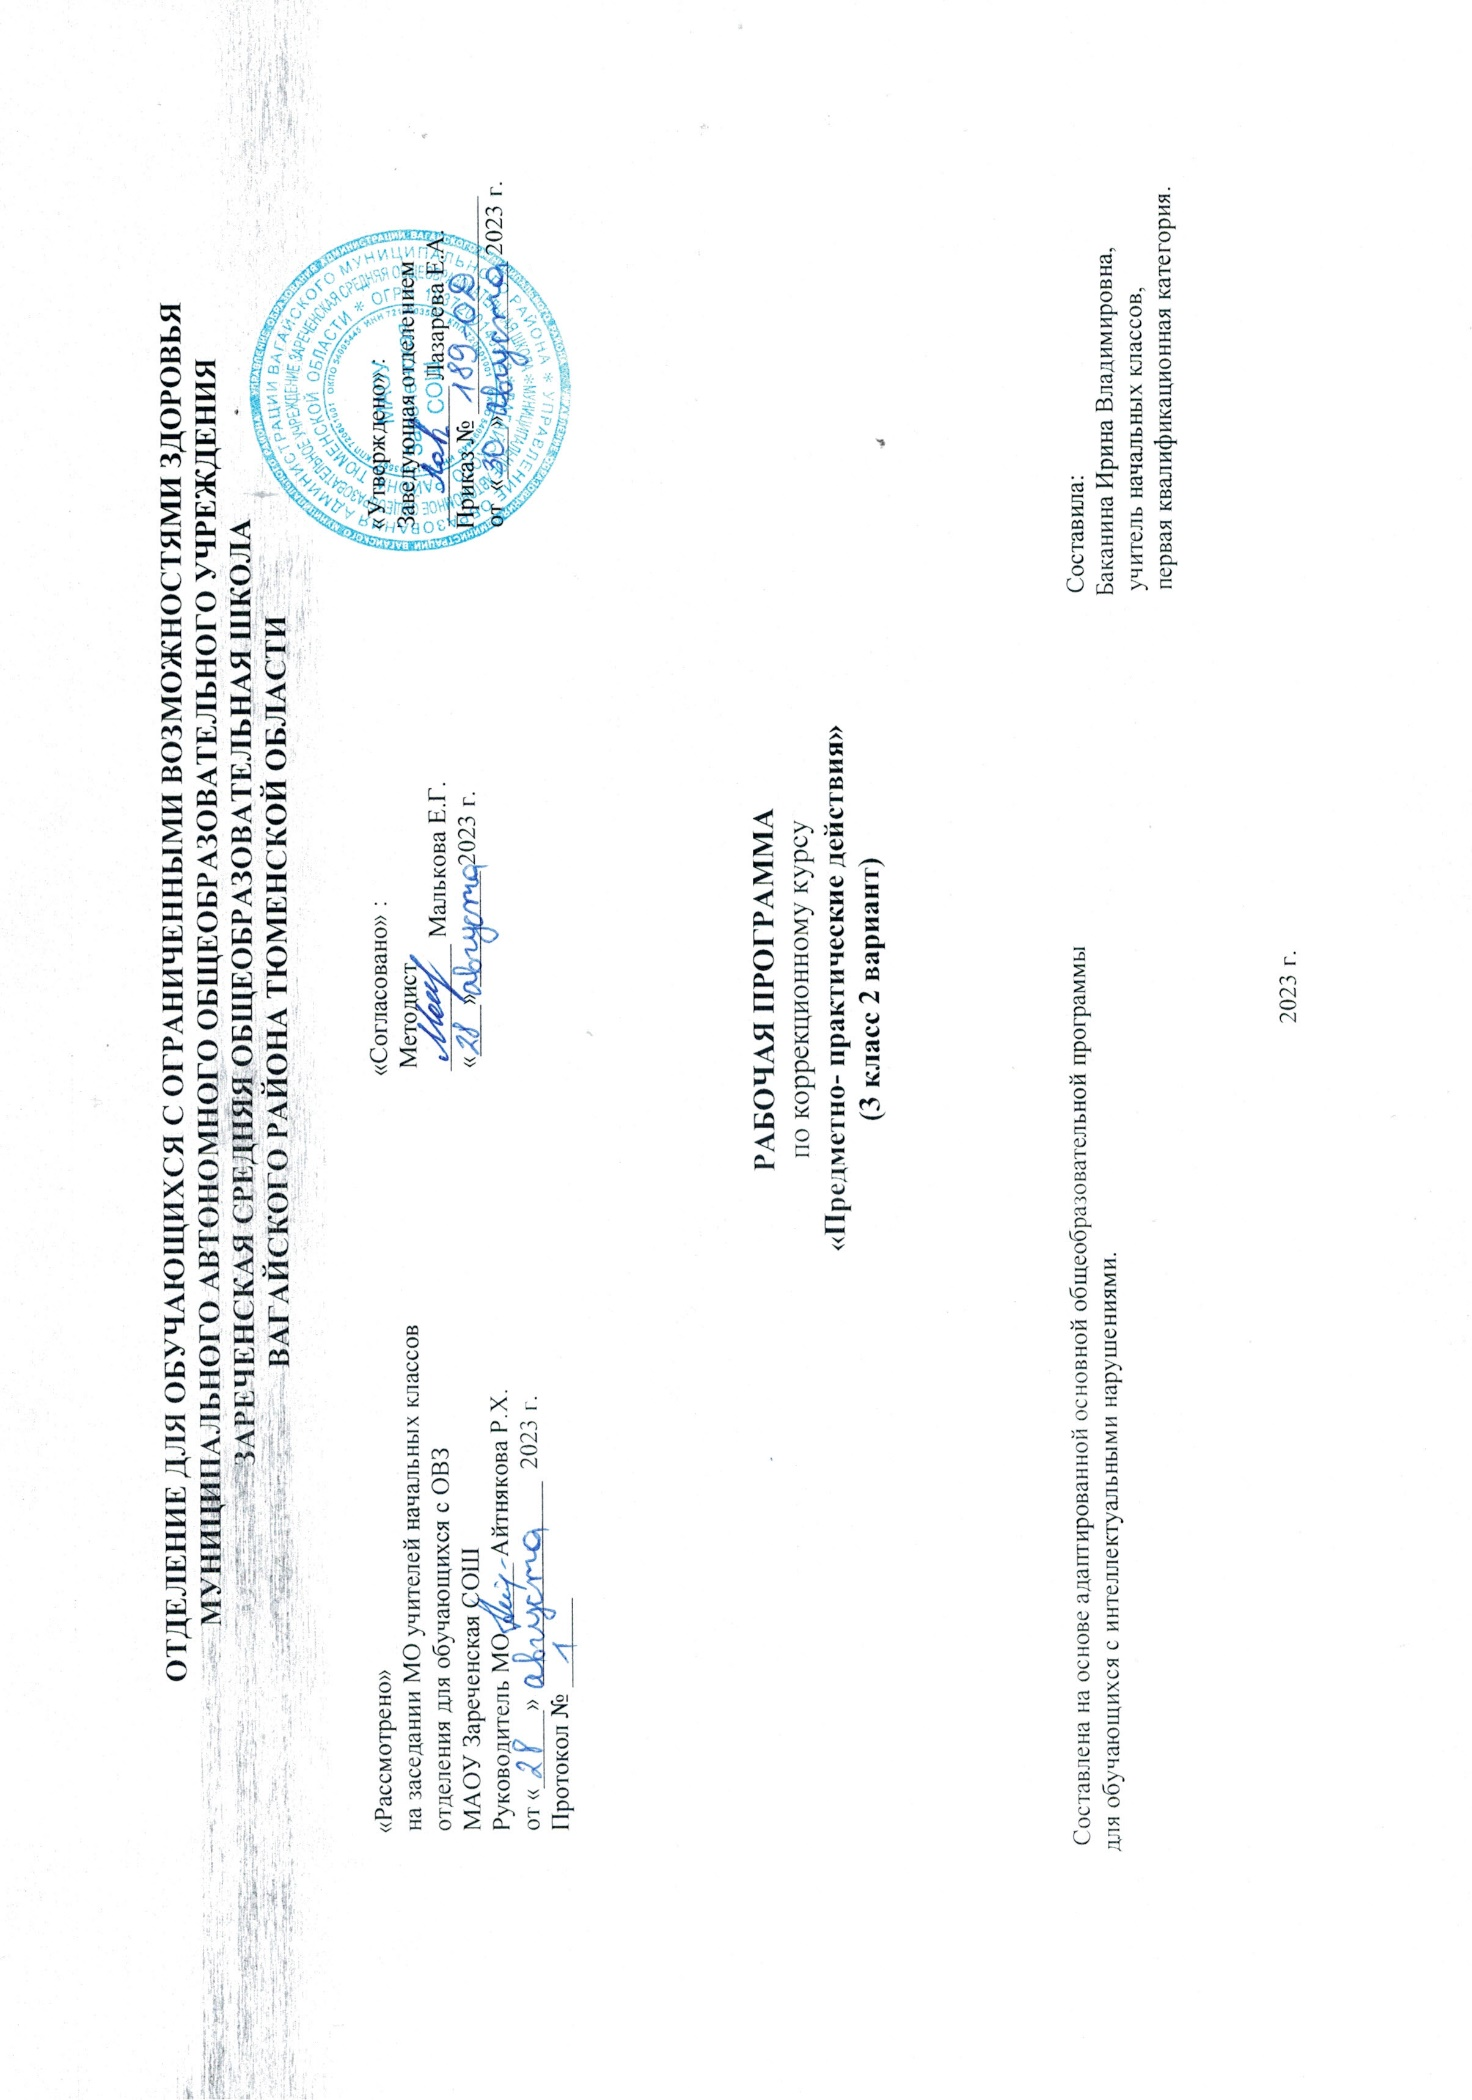 ОТДЕЛЕНИЕ ДЛЯ ОБУЧАЮЩИХСЯ С ОГРАНИЧЕННЫМИ ВОЗМОЖНОСТЯМИ ЗДОРОВЬЯ
МУНИЦИПАЛЬНОГО АВТОНОМНОГО ОБЩЕОБРАЗОВАТЕЛЬНОГО УЧРЕЖДЕНИЯ
ЗАРЕЧЕНСКАЯ СРЕДНЯЯ ОБЩЕОБРАЗОВАТЕЛЬНАЯ ШКОЛА
ВАГАЙСКОГО РАЙОНА ТЮМЕНСКОЙ ОБЛАСТИ
«Рассмотрено»
на заседании МО учителей начальных классов
отделения для обучающихся с ОВЗ
МАОУ Зареченская СОШ
Руководитель МО Айтнякова Р.Х.
от « 28 » августа 2023 г.
Протокол № 1
«Согласовано» :
Методист
Малькова Е.Г.
« 28 » августа 2023 г.
«Утверждено»:
Заведующая отделением
Лазарева Е.А.
Приказ № 189-ОД
от « 30 » августа 2023 г.
РАБОЧАЯ ПРОГРАММА
по коррекционному курсу
«Предметно- практические действия»
(3 класс 2 вариант)
Составлена на основе адаптированной основной общеобразовательной программы
для обучающихся с интеллектуальными нарушениями.
Составила:
Баканина Ирина Владимировна,
учитель начальных классов,
первая квалификационная категория.
2023 г.